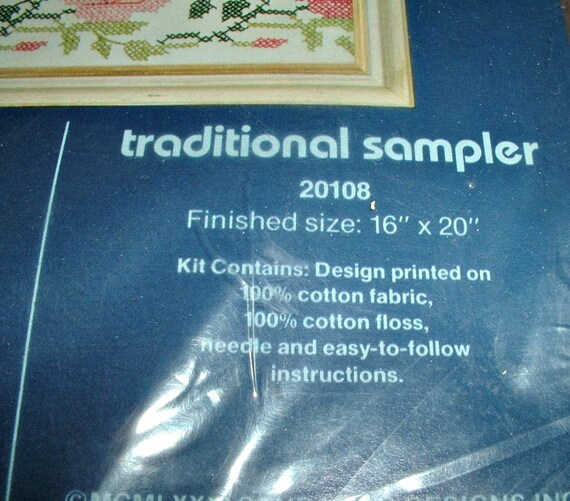 traditional sampler
20108
Finished size: 16" x 20"
Kit Contains: Design printed on
100% cotton fabric,
100% cotton floss,
needle and easy-to-follow
instructions.